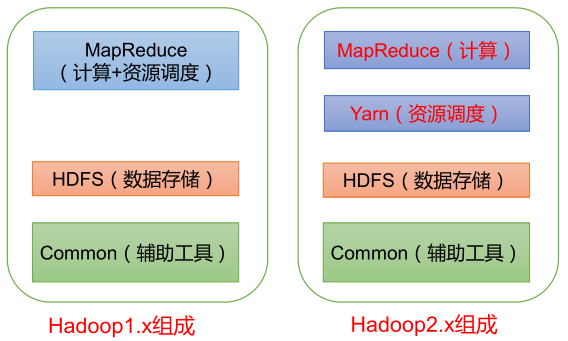 MapReduce
（计算+资源调度）
HDFS（数据存储）
Common（辅助工具）
Hadoop1.x组成
MapReduce（计算）
Yarn（资源调度）
HDFS（数据存储）
Common（辅助工具）
Hadoop2.x组成